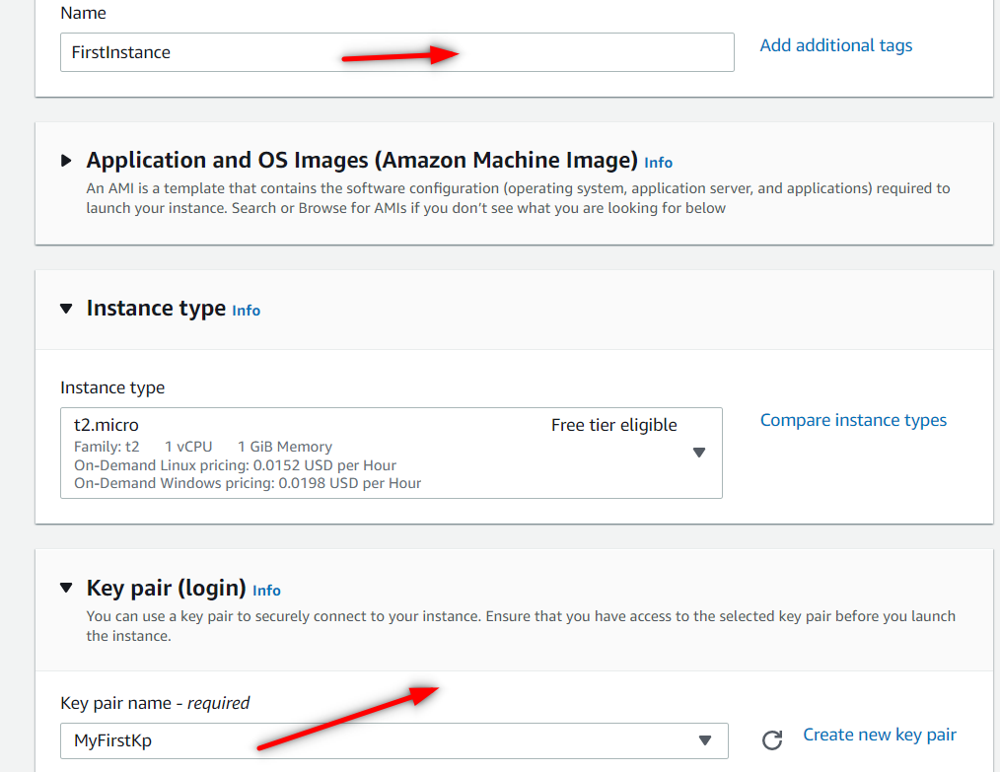 Name
FirstInstance
Add additional tags
Application and OS Images (Amazon Machine Image) Info
An AMI is a template that contains the software configuration (operating system, application server, and applications) required to
launch your instance. Search or Browse for AMIs if you don’t see what you are looking for below
Instance type Info
Instance type
t2.micro Free tier eligible
Family: t2 1 vCPU 1 GiB Memory
On-Demand Linux pricing: 0.0152 USD per Hour
On-Demand Windows pricing: 0.0198 USD per Hour
Compare instance types
Key pair (login) Info
You can use a key pair to securely connect to your instance. Ensure that you have access to the selected key pair before you launch
the instance.
Key pair name - required
MyFirstKp
Create new key pair